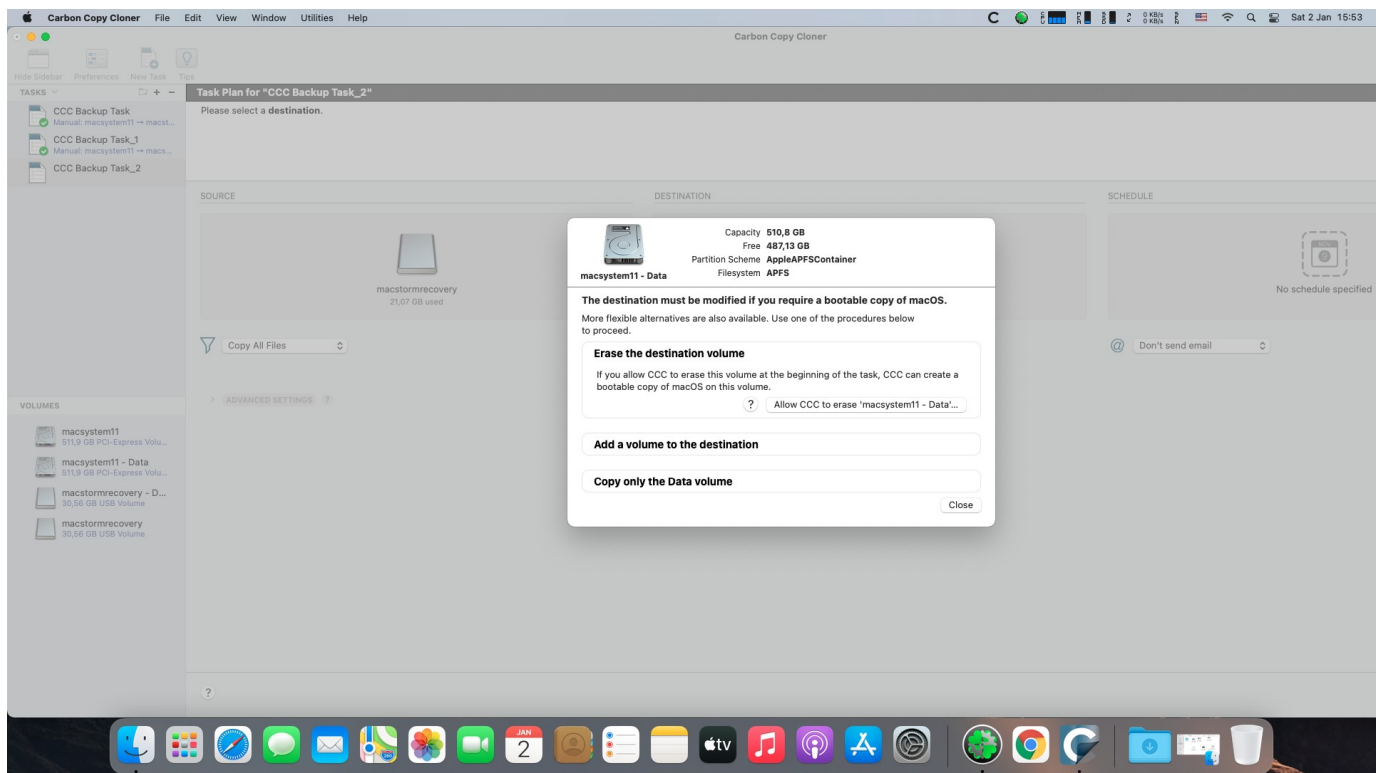 Carbon Copy Cloner File Edit View Window Utilities Help
0 KB/s
0 KB/s
Sat 2 Jan 15:53
Carbon Copy Cloner
Hide Sidebar Preferences New Task Tips
TASKS
Task Plan for "CCC Backup Task_2"
Please select a destination.
CCC Backup Task
Manual: macsystem11 → macst...
CCC Backup Task_1
Manual: macsystem11 → macs...
CCC Backup Task_2
SOURCE
DESTINATION
SCHEDULE
macstormrecovery
21,07 GB used
No schedule specified
Copy All Files
Don't send email
ADVANCED SETTINGS ?
macsystem11 - Data
Capacity 510,8 GB
Free 487,13 GB
Partition Scheme AppleAPFSContainer
Filesystem APFS
The destination must be modified if you require a bootable copy of macOS.
More flexible alternatives are also available. Use one of the procedures below
to proceed.
Erase the destination volume
If you allow CCC to erase this volume at the beginning of the task, CCC can create a
bootable copy of macOS on this volume.
? Allow CCC to erase 'macsystem11 - Data'...
Add a volume to the destination
Copy only the Data volume
Close
VOLUMES
macsystem11
511,9 GB PCI-Express Volu...
macsystem11 - Data
511,9 GB PCI-Express Volu...
macstormrecovery - D...
30,56 GB USB Volume
macstormrecovery
30,56 GB USB Volume
?
JAN
2
tv